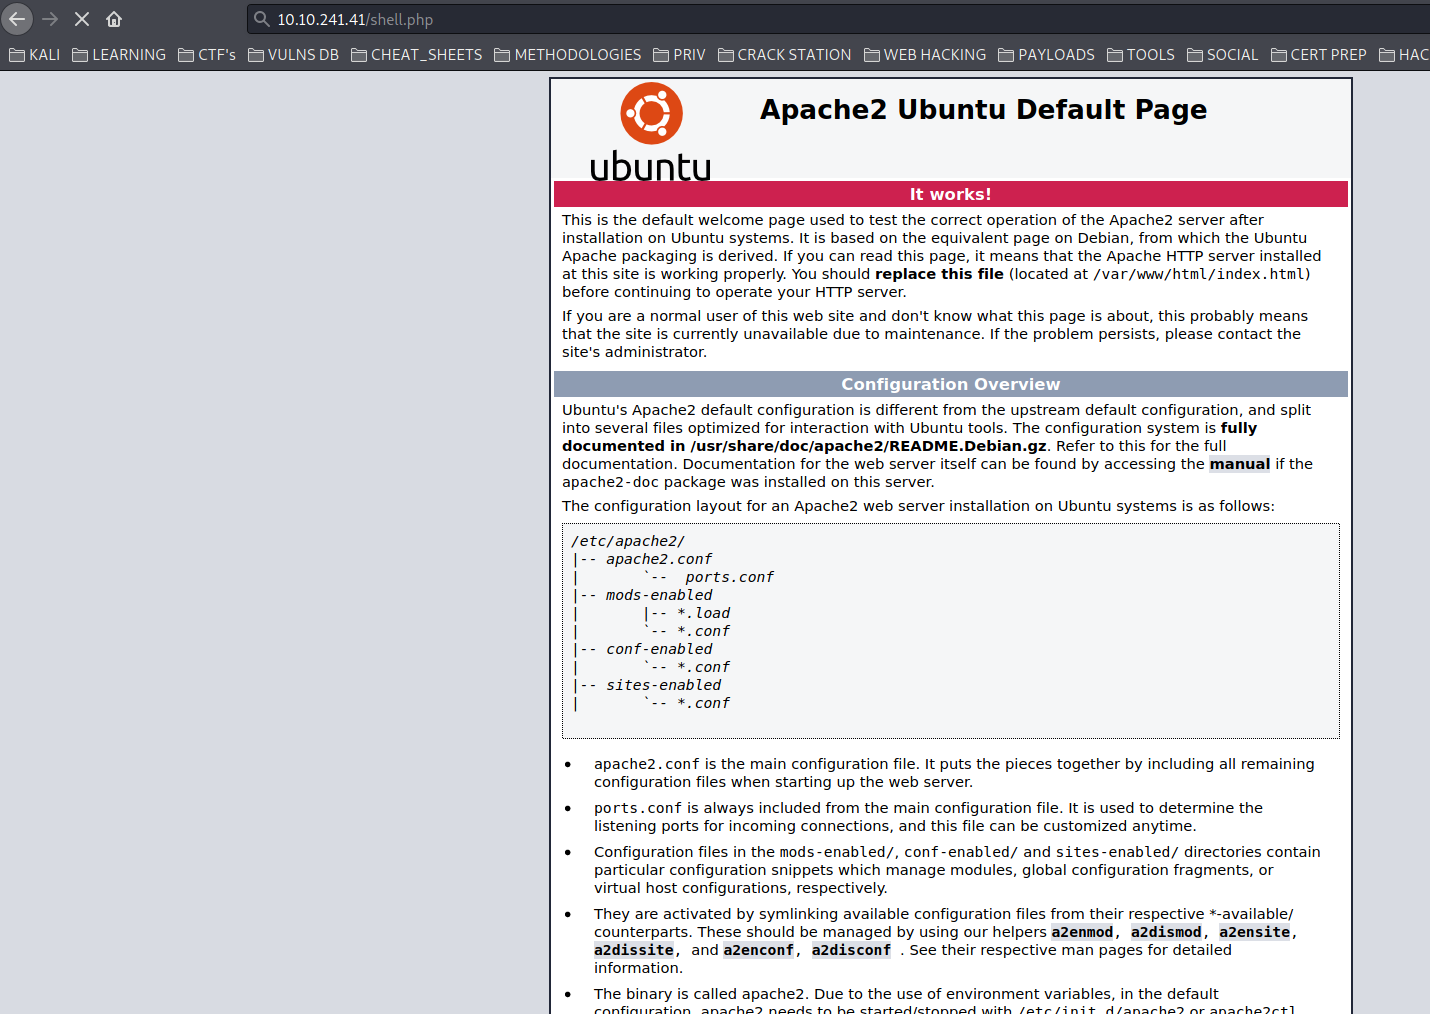 10.10.241.41/shell.php
KALI LEARNING CTF's VULNS DB CHEAT_SHEETS METHODOLOGIES PRIV CRACK STATION WEB HACKING PAYLOADS TOOLS SOCIAL CERT PREP HAC
ubuntu
Apache2 Ubuntu Default Page
It works!
This is the default welcome page used to test the correct operation of the Apache2 server after
installation on Ubuntu systems. It is based on the equivalent page on Debian, from which the Ubuntu
Apache packaging is derived. If you can read this page, it means that the Apache HTTP server installed
at this site is working properly. You should replace this file (located at /var/www/html/index.html)
before continuing to operate your HTTP server.
If you are a normal user of this web site and don't know what this page is about, this probably means
that the site is currently unavailable due to maintenance. If the problem persists, please contact the
site's administrator.
Configuration Overview
Ubuntu's Apache2 default configuration is different from the upstream default configuration, and split
into several files optimized for interaction with Ubuntu tools. The configuration system is fully
documented in /usr/share/doc/apache2/README.Debian.gz. Refer to this for the full
documentation. Documentation for the web server itself can be found by accessing the manual if the
apache2-doc package was installed on this server.
The configuration layout for an Apache2 web server installation on Ubuntu systems is as follows:
/etc/apache2/
|-- apache2.conf
|       `--  ports.conf
|-- mods-enabled
|       |-- *.load
|       `-- *.conf
|-- conf-enabled
|       `-- *.conf
|-- sites-enabled
|       `-- *.conf
• apache2.conf is the main configuration file. It puts the pieces together by including all remaining
configuration files when starting up the web server.
• ports.conf is always included from the main configuration file. It is used to determine the
listening ports for incoming connections, and this file can be customized anytime.
• Configuration files in the mods-enabled/, conf-enabled/ and sites-enabled/ directories contain
particular configuration snippets which manage modules, global configuration fragments, or
virtual host configurations, respectively.
• They are activated by symlinking available configuration files from their respective *-available/
counterparts. These should be managed by using our helpers a2enmod, a2dismod, a2ensite,
a2dissite, and a2enconf, a2disconf . See their respective man pages for detailed
information.
• The binary is called apache2. Due to the use of environment variables, in the default
configuration, apache2 needs to be started/stopped with /etc/init.d/apache2 or apache2ctl.